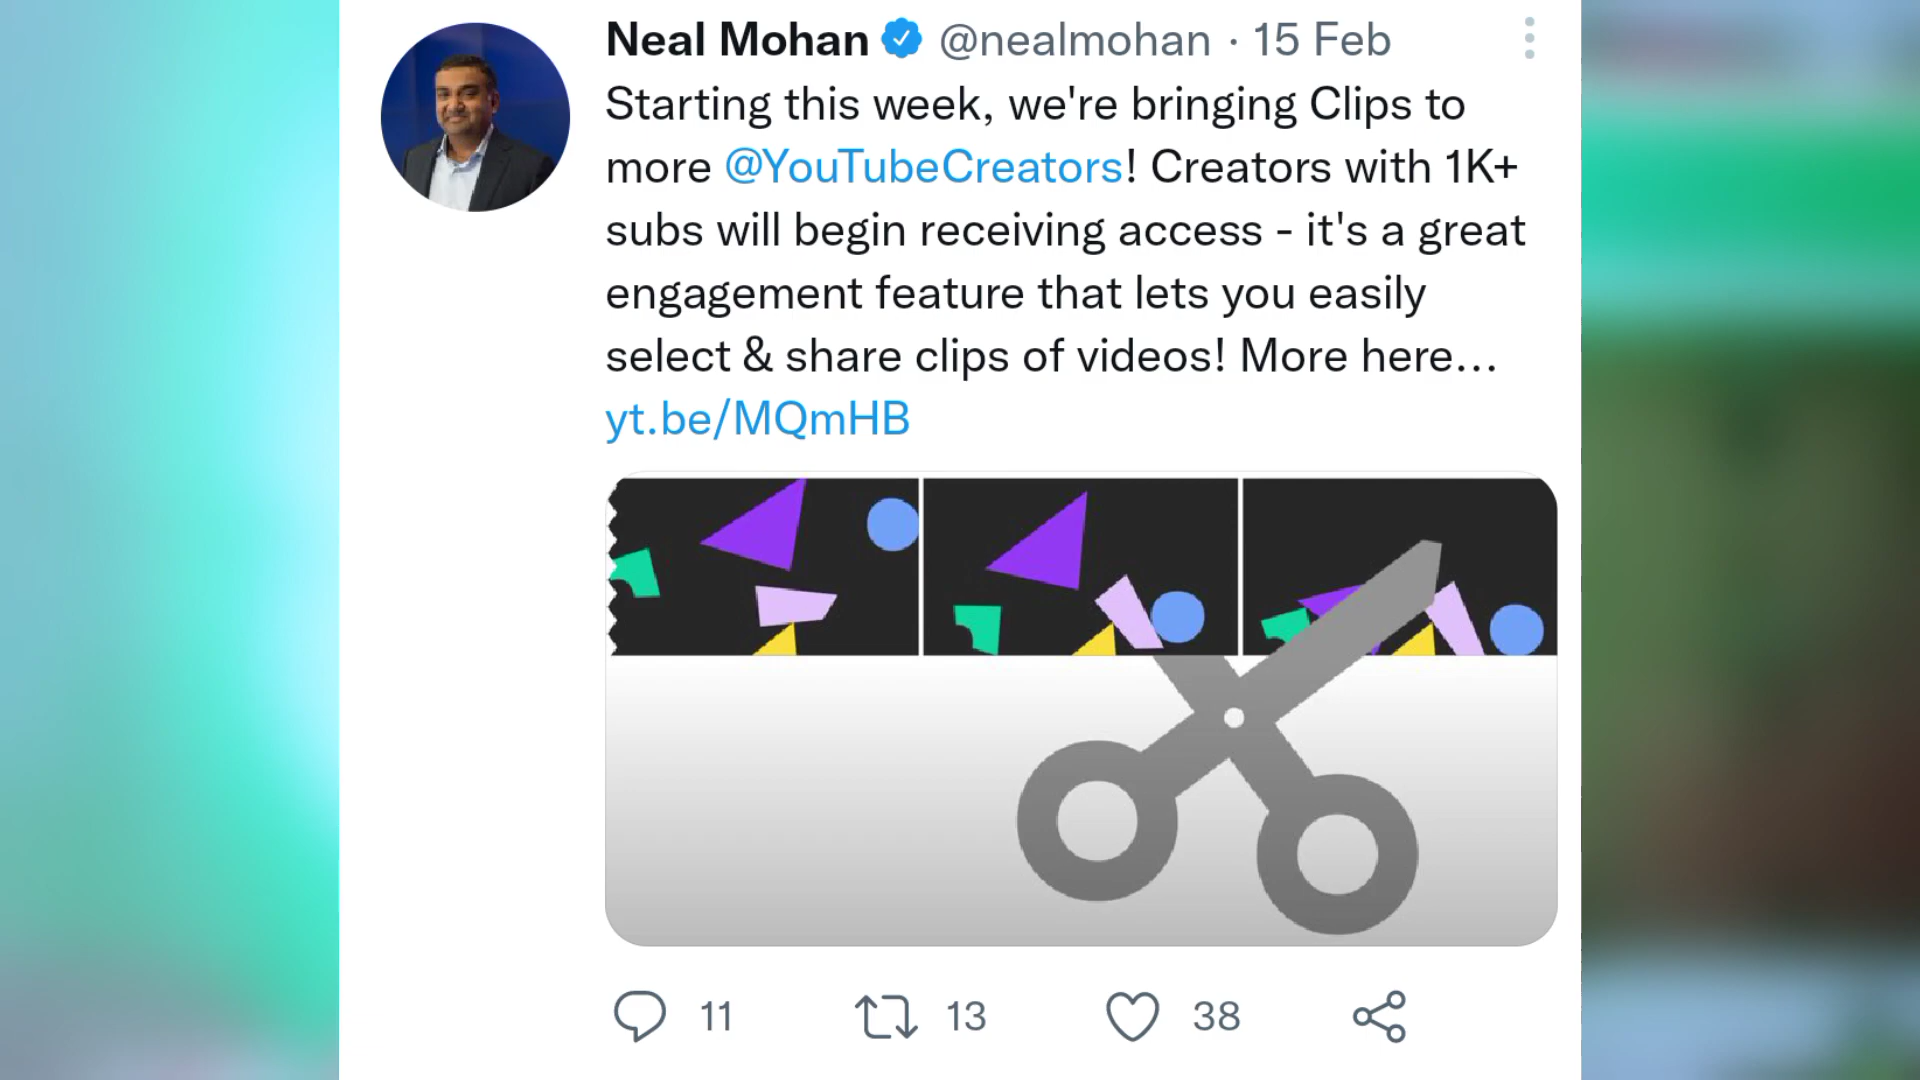 Neal Mohan @nealmohan · 15 Feb
Starting this week, we're bringing Clips to
more @YouTubeCreators! Creators with 1K+
subs will begin receiving access - it's a great
engagement feature that lets you easily
select & share clips of videos! More here...
yt.be/MQmHB
11 13 38